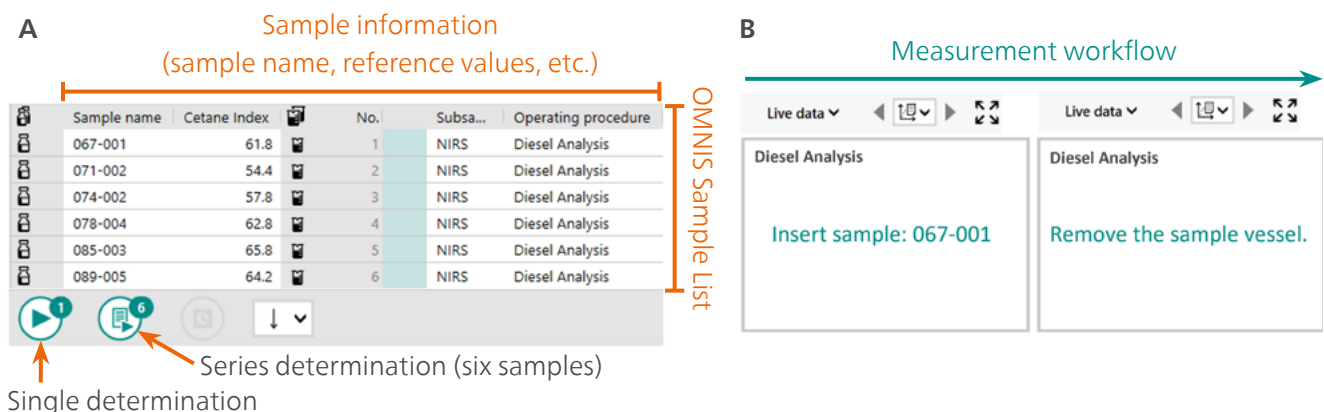 A
Sample information
(sample name, reference values, etc.)
Sample name Cetane Index No. Subsa... Operating procedure
067-001 61.8 1 NIRS Diesel Analysis
071-002 54.4 2 NIRS Diesel Analysis
074-002 57.8 3 NIRS Diesel Analysis
078-004 62.8 4 NIRS Diesel Analysis
085-003 65.8 5 NIRS Diesel Analysis
089-005 64.2 6 NIRS Diesel Analysis
OMNIS Sample List
1 6
Series determination (six samples)
Single determination
B
Measurement workflow
Live data
Diesel Analysis
Insert sample: 067-001
Live data
Diesel Analysis
Remove the sample vessel.